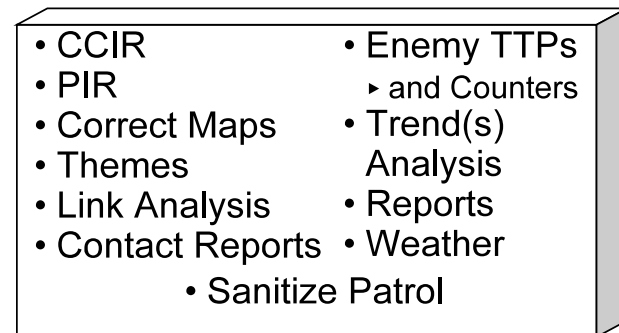 • CCIR
• PIR
• Correct Maps
• Themes
• Link Analysis
• Contact Reports
• Enemy TTPs
▸ and Counters
• Trend(s)
Analysis
• Reports
• Weather
• Sanitize Patrol